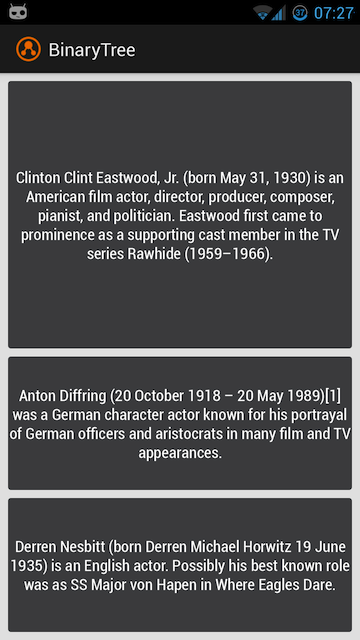 37
07:27
BinaryTree
Clinton Clint Eastwood, Jr. (born May 31, 1930) is an
American film actor, director, producer, composer,
pianist, and politician. Eastwood first came to
prominence as a supporting cast member in the TV
series Rawhide (1959–1966).
Anton Diffring (20 October 1918 – 20 May 1989)[1]
was a German character actor known for his portrayal
of German officers and aristocrats in many film and TV
appearances.
Derren Nesbitt (born Derren Michael Horwitz 19 June
1935) is an English actor. Possibly his best known role
was as SS Major von Hapen in Where Eagles Dare.